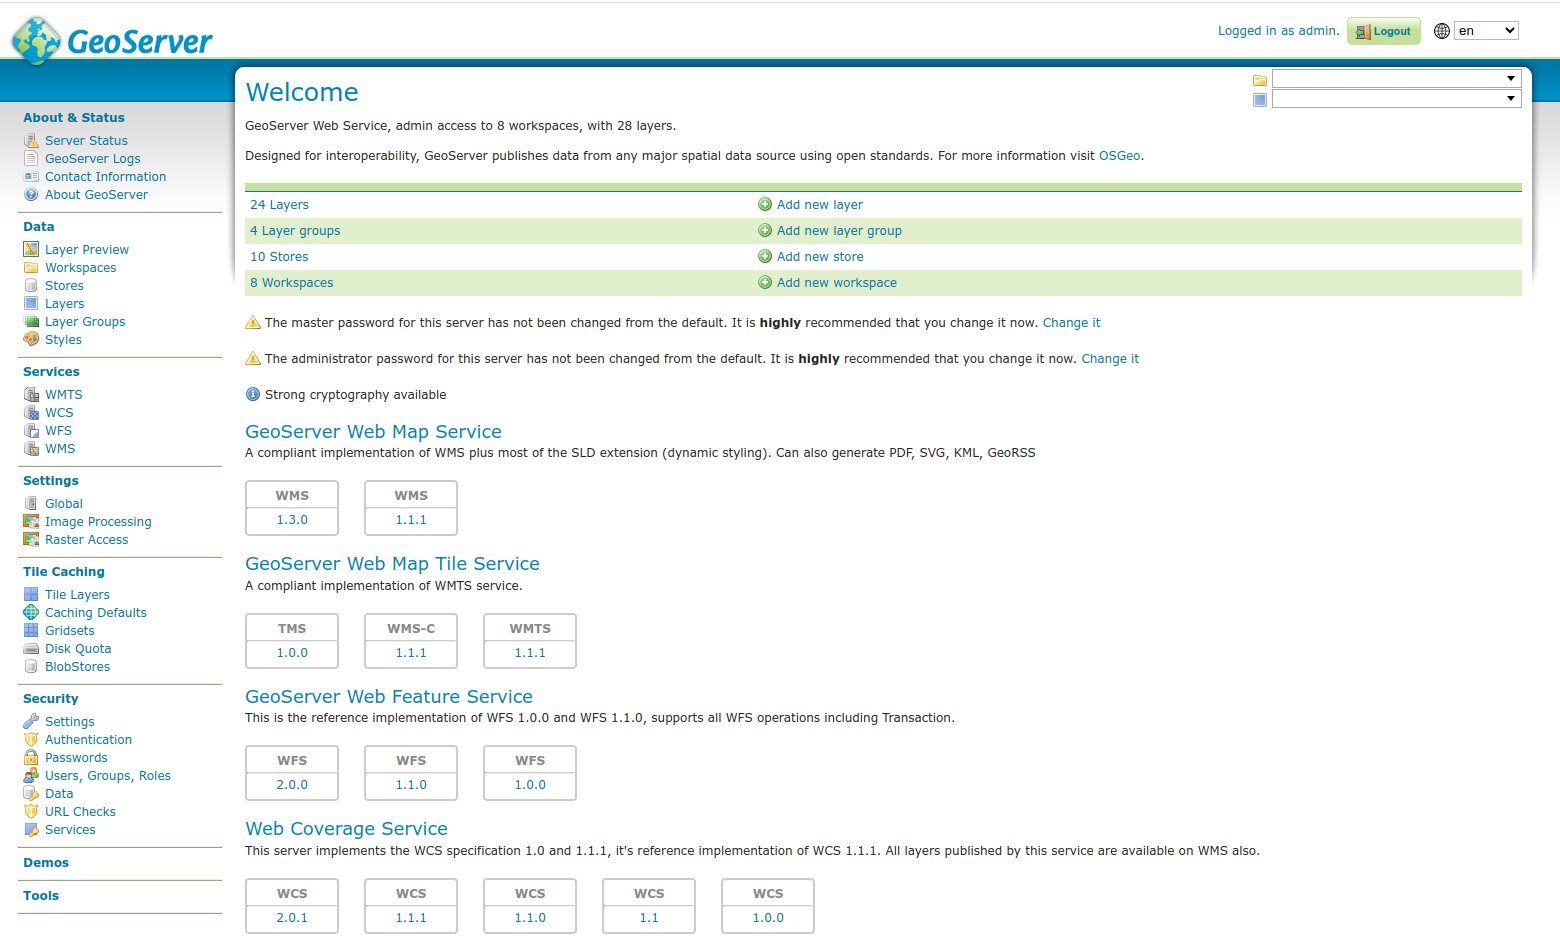 GeoServer
Logged in as admin. Logout en
About & Status
Server Status
GeoServer Logs
Contact Information
About GeoServer
Data
Layer Preview
Workspaces
Stores
Layers
Layer Groups
Styles
Services
WMTS
WCS
WFS
WMS
Settings
Global
Image Processing
Raster Access
Tile Caching
Tile Layers
Caching Defaults
Gridsets
Disk Quota
BlobStores
Security
Settings
Authentication
Passwords
Users, Groups, Roles
Data
URL Checks
Services
Demos
Tools
Welcome
GeoServer Web Service, admin access to 8 workspaces, with 28 layers.
Designed for interoperability, GeoServer publishes data from any major spatial data source using open standards. For more information visit OSGeo.
24 Layers Add new layer
4 Layer groups Add new layer group
10 Stores Add new store
8 Workspaces Add new workspace
The master password for this server has not been changed from the default. It is highly recommended that you change it now. Change it
The administrator password for this server has not been changed from the default. It is highly recommended that you change it now. Change it
Strong cryptography available
GeoServer Web Map Service
A compliant implementation of WMS plus most of the SLD extension (dynamic styling). Can also generate PDF, SVG, KML, GeoRSS
WMS WMS
1.3.0 1.1.1
GeoServer Web Map Tile Service
A compliant implementation of WMTS service.
TMS WMS-C WMTS
1.0.0 1.1.1 1.1.1
GeoServer Web Feature Service
This is the reference implementation of WFS 1.0.0 and WFS 1.1.0, supports all WFS operations including Transaction.
WFS WFS WFS
2.0.0 1.1.0 1.0.0
Web Coverage Service
This server implements the WCS specification 1.0 and 1.1.1, it's reference implementation of WCS 1.1.1. All layers published by this service are available on WMS also.
WCS WCS WCS WCS WCS
2.0.1 1.1.1 1.1.0 1.1 1.0.0